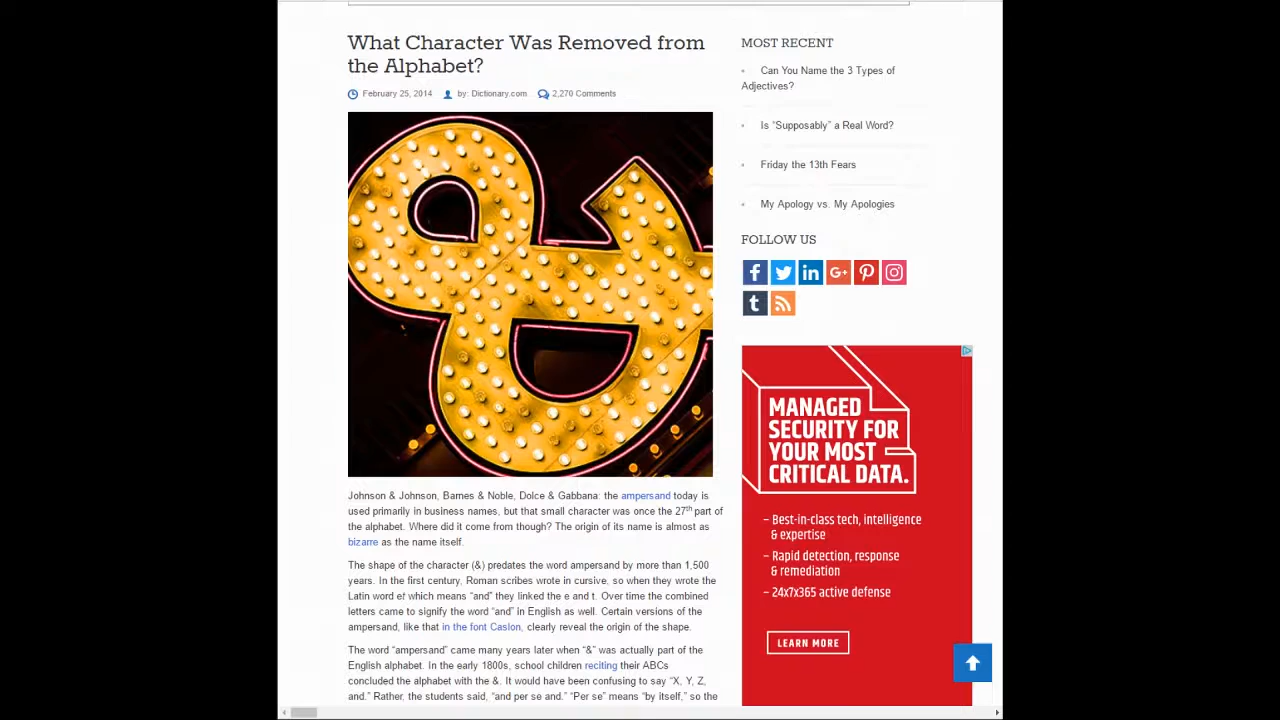 What Character Was Removed from
the Alphabet?
February 25, 2014 by: Dictionary.com 2,270 Comments
&
Johnson & Johnson, Barnes & Noble, Dolce & Gabbana: the ampersand today is
used primarily in business names, but that small character was once the 27th part of
the alphabet. Where did it come from though? The origin of its name is almost as
bizarre as the name itself.
The shape of the character (&) predates the word ampersand by more than 1,500
years. In the first century, Roman scribes wrote in cursive, so when they wrote the
Latin word et which means “and” they linked the e and t. Over time the combined
letters came to signify the word “and” in English as well. Certain versions of the
ampersand, like that in the font Caslon, clearly reveal the origin of the shape.
The word “ampersand” came many years later when “&” was actually part of the
English alphabet. In the early 1800s, school children reciting their ABCs
concluded the alphabet with the &. It would have been confusing to say “X, Y, Z,
and.” Rather, the students said, “and per se and.” “Per se” means “by itself,” so the
MOST RECENT
Can You Name the 3 Types of
Adjectives?
Is “Supposably” a Real Word?
Friday the 13th Fears
My Apology vs. My Apologies
FOLLOW US
f in G+ t
MANAGED
SECURITY FOR
YOUR MOST
CRITICAL DATA.
– Best-in-class tech, intelligence
& expertise
– Rapid detection, response
& remediation
– 24x7x365 active defense
LEARN MORE